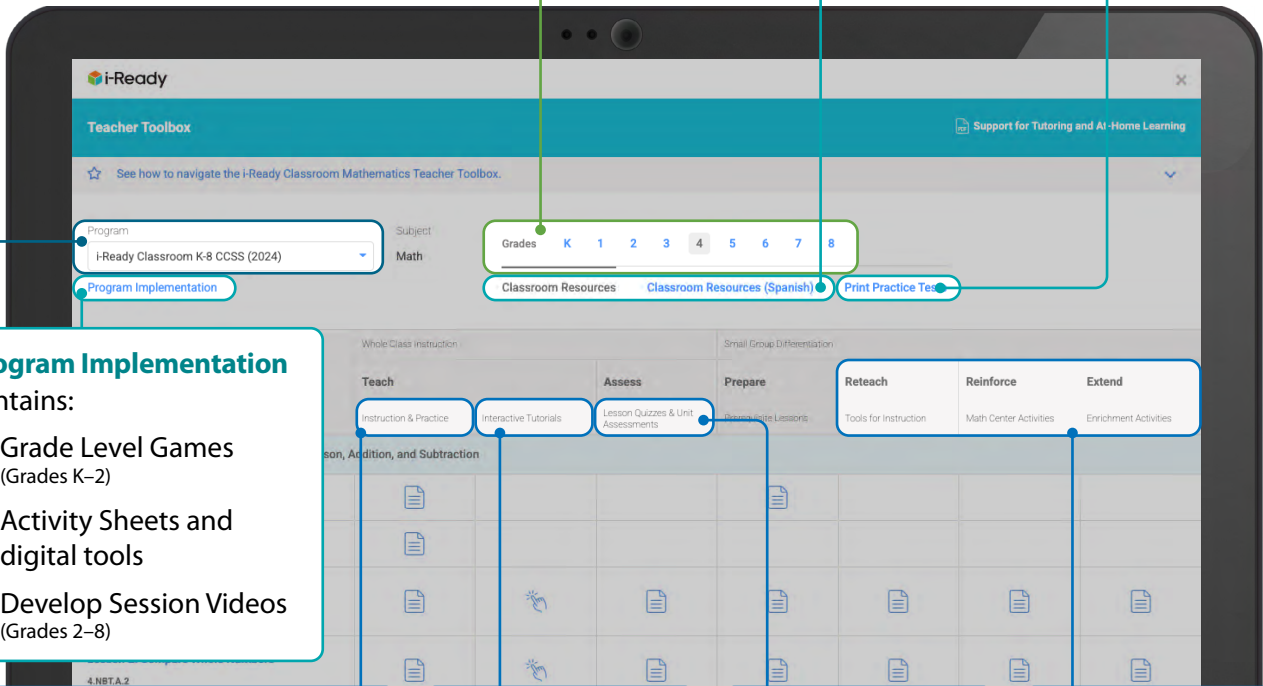 i-Ready
Teacher Toolbox
Support for Tutoring and At-Home Learning
See how to navigate the i-Ready Classroom Mathematics Teacher Toolbox.
Program
Subject
i-Ready Classroom K-8 CCSS (2024)
Math
Grades K 1 2 3 4 5 6 7 8
Program Implementation
Classroom Resources Classroom Resources (Spanish) Print Practice Tes
Whole Class Instruction
Small Group Differentiation
Teach
Assess
Prepare
Reteach
Reinforce
Extend
Instruction & Practice
Interactive Tutorials
Lesson Quizzes & Unit
Assessments
Prerequisite Lessons
Tools for Instruction
Math Center Activities
Enrichment Activities
ogram Implementation
ntains:
Grade Level Games
(Grades K–2)
Activity Sheets and
digital tools
Develop Session Videos
(Grades 2–8)
son, Addition, and Subtraction
4.NBT.A.2